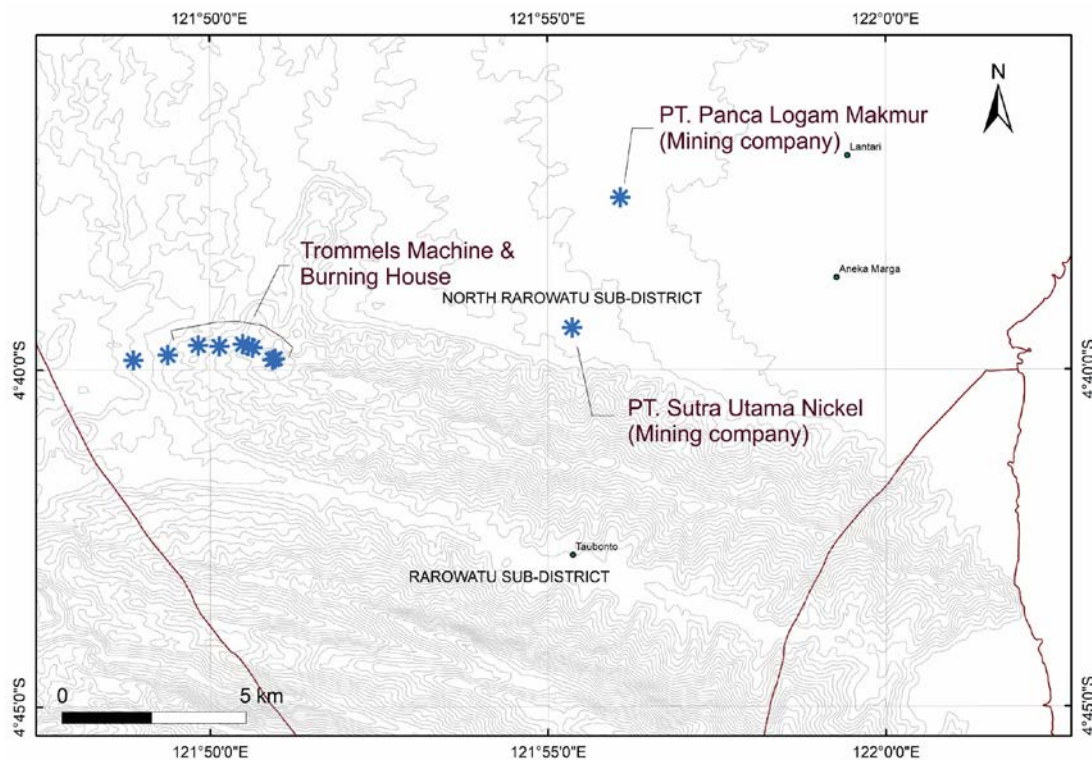 121°50'0"E
121°55'0"E
122°0'0"E
N
PT. Panca Logam Makmur
(Mining company)
Lantari
Trommels Machine &
Burning House
Aneka Marga
NORTH RAROWATU SUB-DISTRICT
4°40'0"S
4°40'0"S
PT. Sutra Utama Nickel
(Mining company)
Taubonto
RAROWATU SUB-DISTRICT
0
5 km
4°45'0"S
4°45'0"S
121°50'0"E
121°55'0"E
122°0'0"E